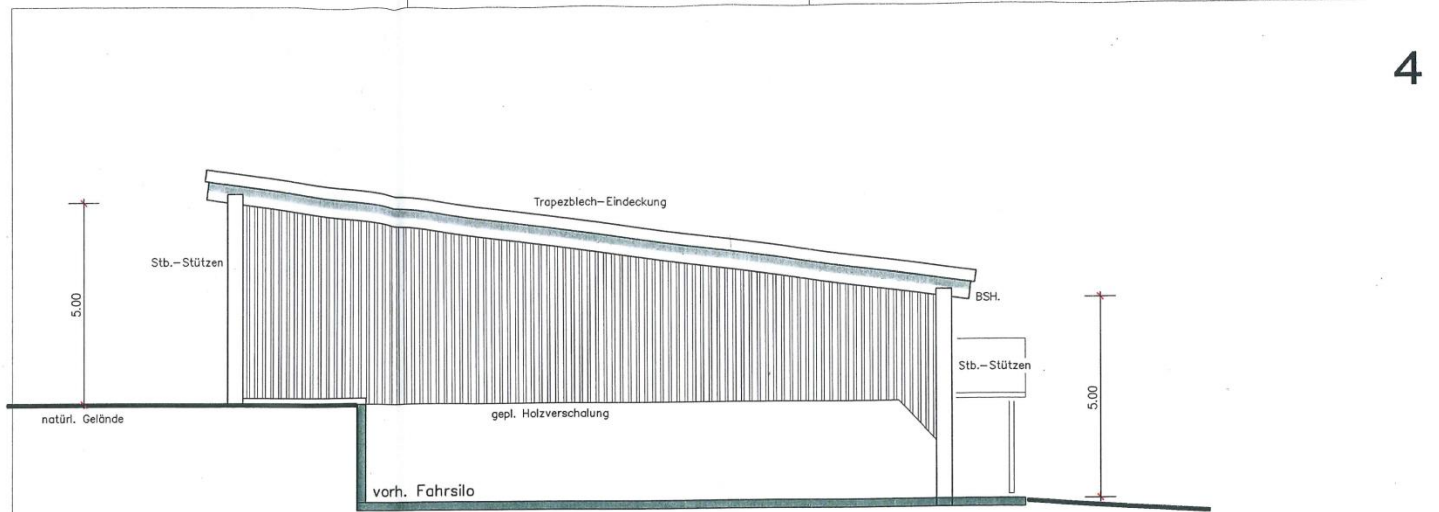 4
Trapezblech-Eindeckung
Stb.-Stützen
BSH.
5.00
Stb.-Stützen
5.00
natürl. Gelände
gepl. Holzverschalung
vorh. Fahrsilo